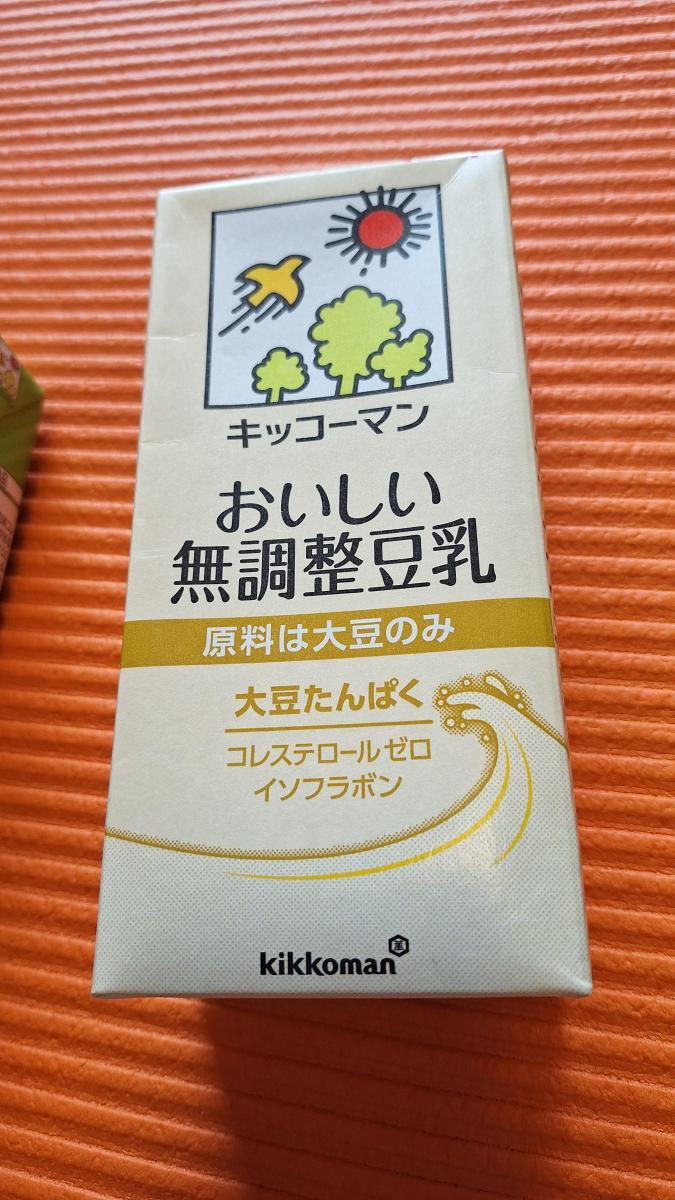 キッコーマン
おいしい
無調整豆乳
原料は大豆のみ
大豆たんぱく
コレステロール ゼロ
イソフラボン
kikkoman